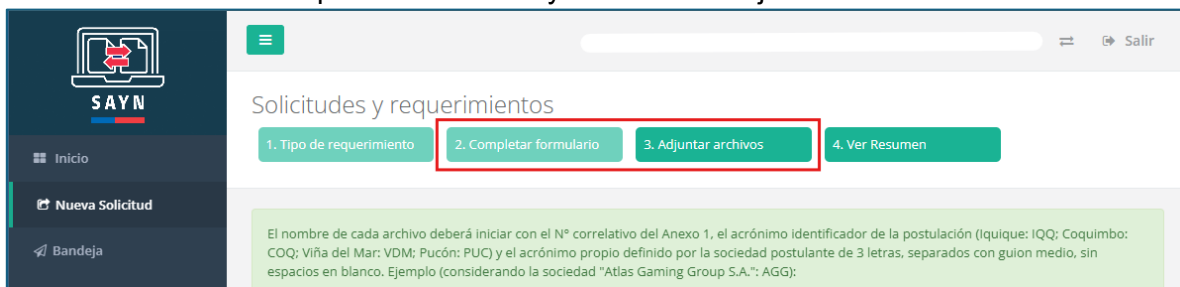 SAYN
Salir
Solicitudes y requerimientos
1. Tipo de requerimiento
2. Completar formulario
3. Adjuntar archivos
4. Ver Resumen
Inicio
Nueva Solicitud
Bandeja
El nombre de cada archivo deberá iniciar con el N° correlativo del Anexo 1, el acrónimo identificador de la postulación (Iquique: IQQ; Coquimbo:
COQ; Viña del Mar: VDM; Pucón: PUC) y el acrónimo propio definido por la sociedad postulante de 3 letras, separados con guion medio, sin
espacios en blanco. Ejemplo (considerando la sociedad "Atlas Gaming Group S.A.": AGG):